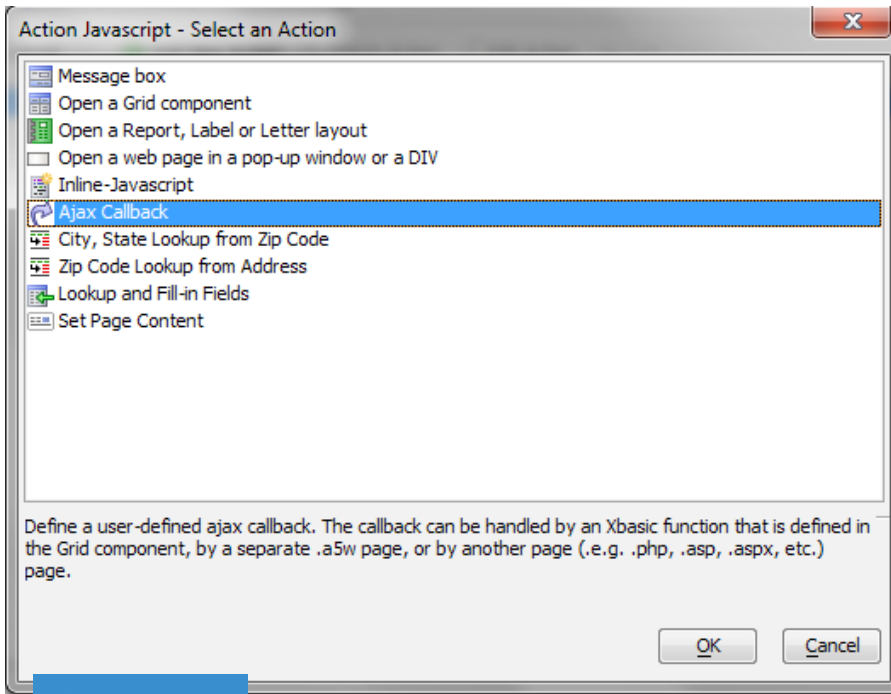 Action Javascript - Select an Action
Message box
Open a Grid component
Open a Report, Label or Letter layout
Open a web page in a pop-up window or a DIV
Inline-Javascript
Ajax Callback
City, State Lookup from Zip Code
Zip Code Lookup from Address
Lookup and Fill-in Fields
Set Page Content
Define a user-defined ajax callback. The callback can be handled by an Xbasic function that is defined in
the Grid component, by a separate .a5w page, or by another page (.e.g. .php, .asp, .aspx, etc.)
page.
OK Cancel